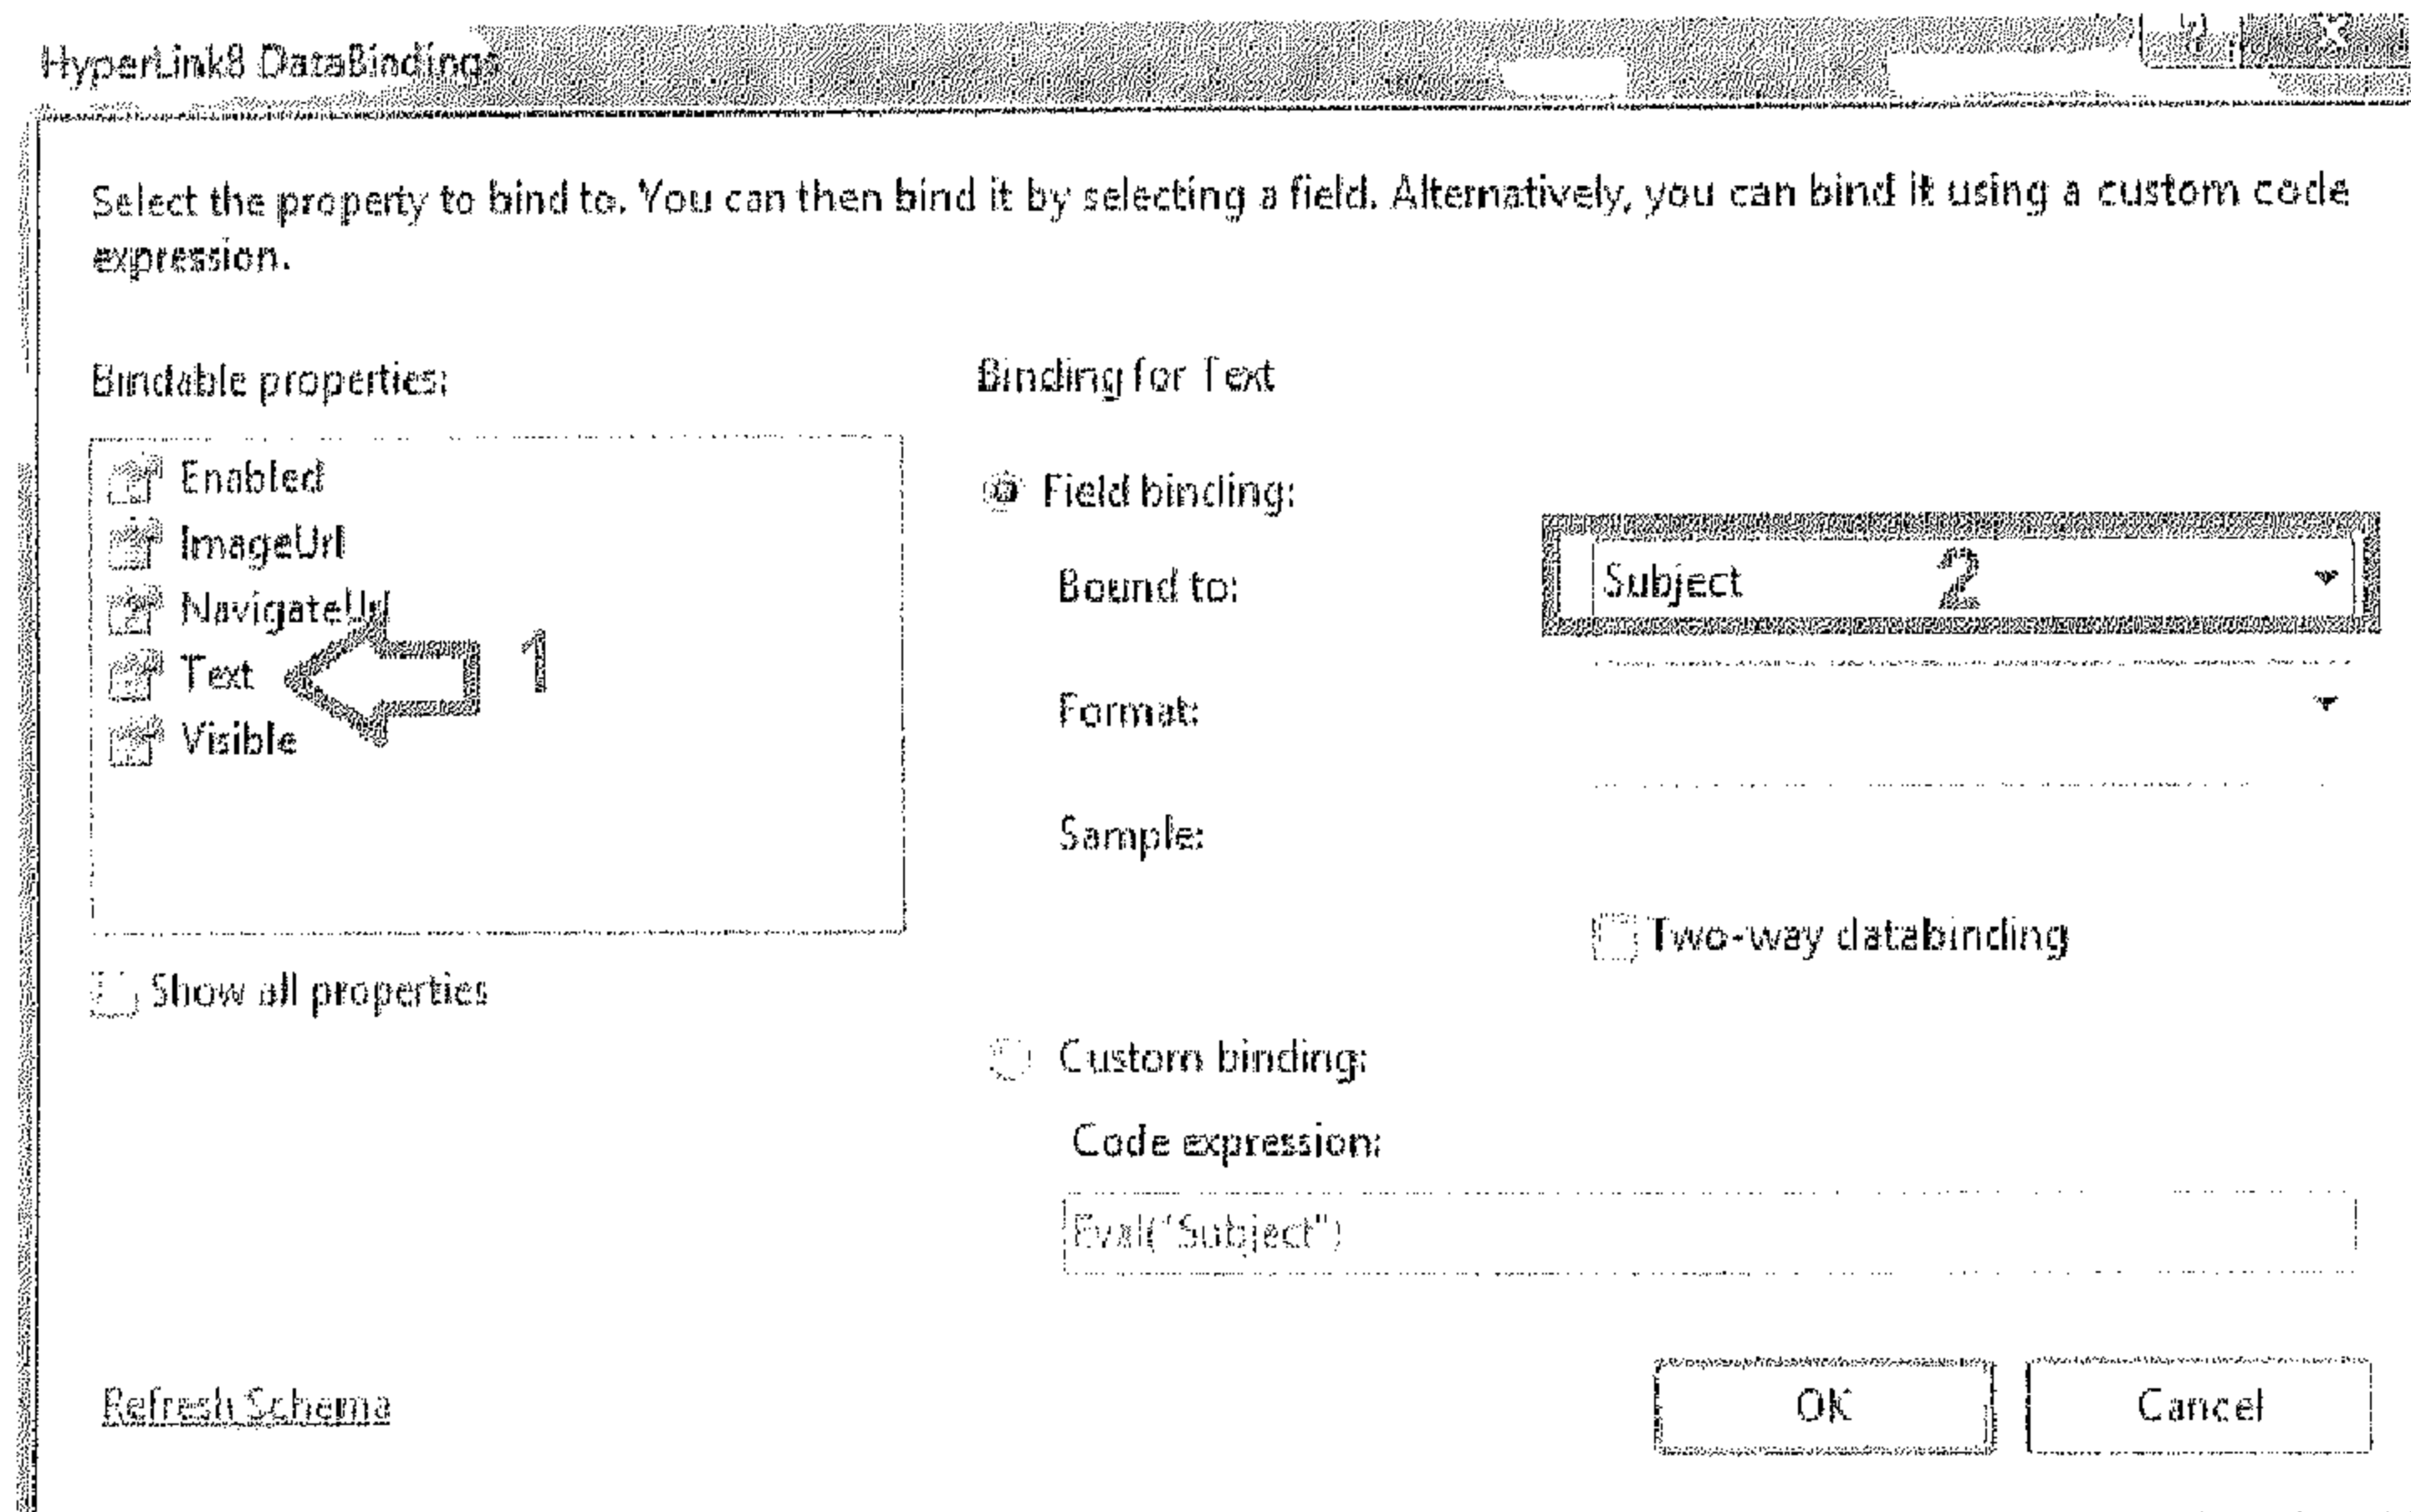 HyperLink8 DataBindings
Select the property to bind to. You can then bind it by selecting a field. Alternatively, you can bind it using a custom code
expression.
Bindable properties:
Enabled
ImageUrl
NavigateUrl
Text
1
Visible
Show all properties
Binding for Text
Field binding:
Bound to:
Subject
2
Format:
Sample:
Two-way databinding
Custom binding:
Code expression:
Eval("Subject")
Refresh Schema
OK
Cancel